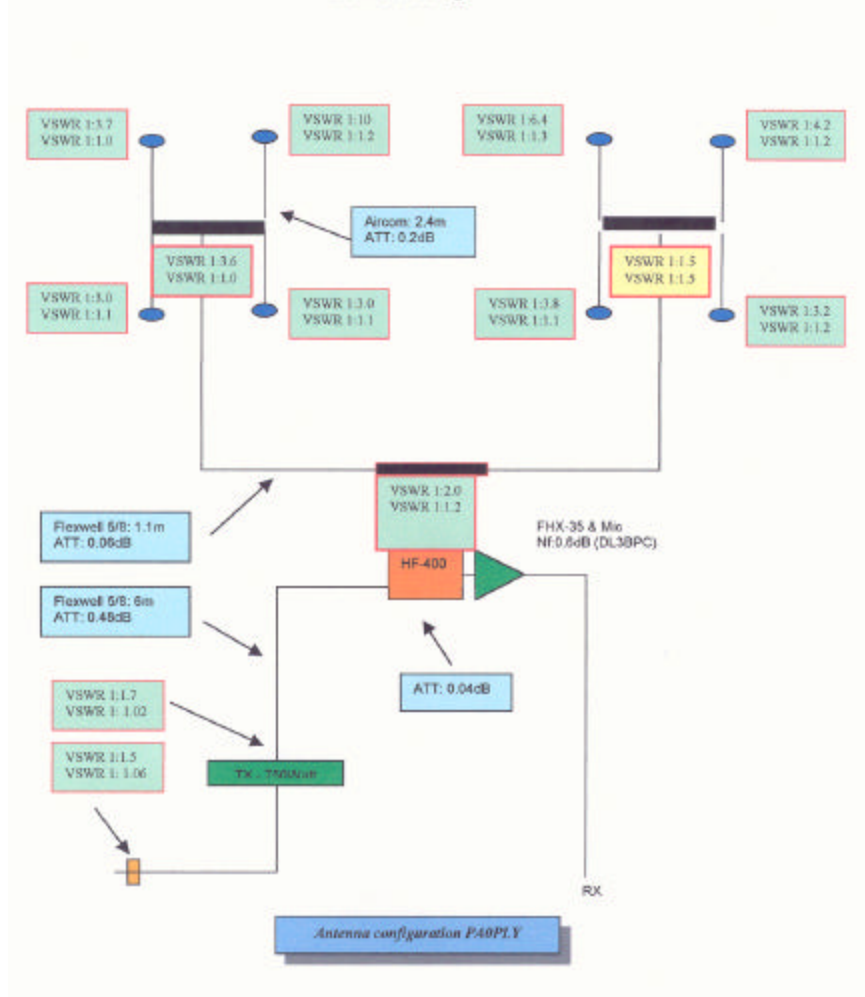 VSWR 1:3.7
VSWR 1:1.0
VSWR 1:10
VSWR 1:1.2
VSWR 1:6.4
VSWR 1:1.3
VSWR 1:4.2
VSWR 1:1.2
Aircom: 2.4m
ATT: 0.2dB
VSWR 1:3.6
VSWR 1:1.0
VSWR 1:1.5
VSWR 1:1.5
VSWR 1:3.0
VSWR 1:1.1
VSWR 1:3.0
VSWR 1:1.1
VSWR 1:3.8
VSWR 1:1.1
VSWR 1:3.2
VSWR 1:1.2
VSWR 1:2.0
VSWR 1:1.2
Flexwell 5/8: 1.1m
ATT: 0.06dB
FHX-35 & Mic
Nf:0.6dB (DL3BPC)
HF-400
Flexwell 5/8: 6m
ATT: 0.48dB
ATT: 0.04dB
VSWR 1:1.7
VSWR 1: 1.02
VSWR 1:1.5
VSWR 1: 1.06
TX - 750Watt
RX
Antenna configuration PA0PLY